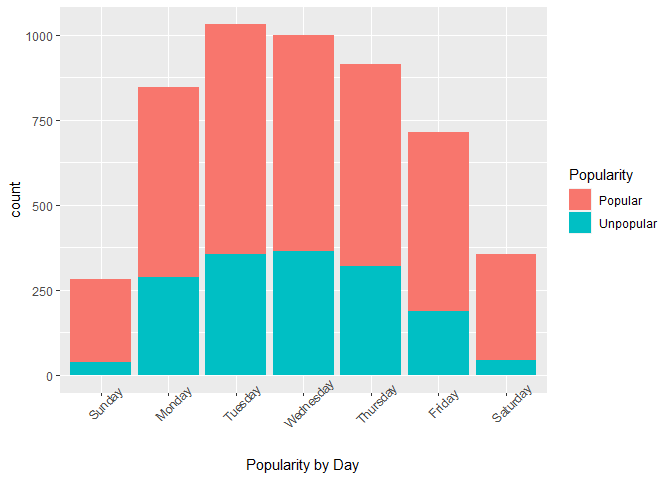 1000
750
500
250
0
count
Sunday
Monday
Tuesday
Wednesday
Thursday
Friday
Saturday
Popularity by Day
Popularity
Popular
Unpopular